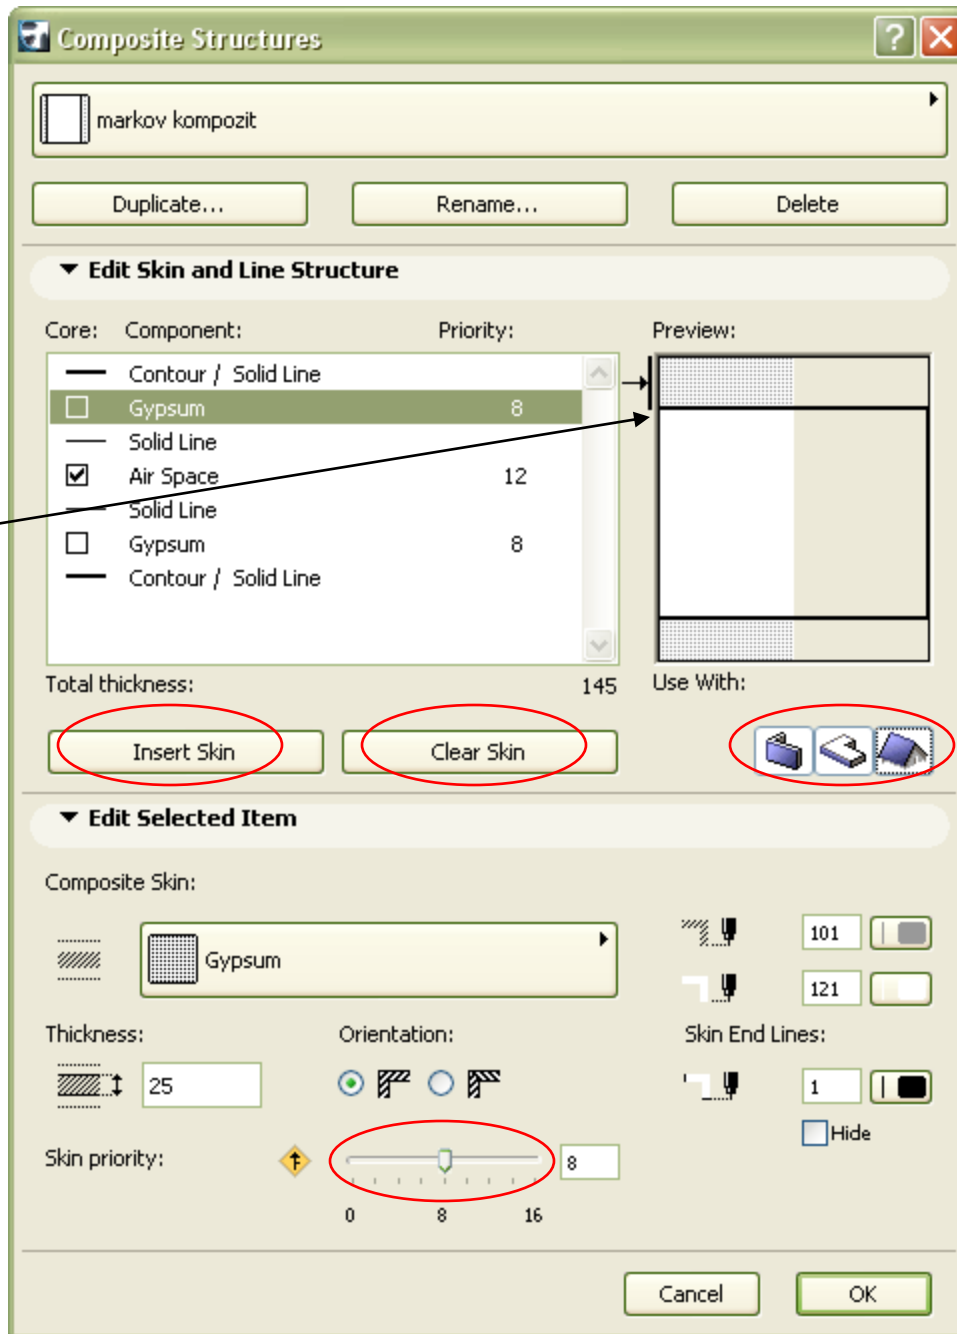 Composite Structures
markov kompozit
Duplicate... Rename... Delete
Edit Skin and Line Structure
Core: Component: Priority: Preview:
Contour / Solid Line
Gypsum 8
Solid Line
Air Space 12
Solid Line
Gypsum 8
Contour / Solid Line
Total thickness: 145 Use With:
Insert Skin Clear Skin
Edit Selected Item
Composite Skin:
Gypsum
101
121
Thickness: Orientation: Skin End Lines:
25
1
Hide
Skin priority: 8
0 8 16
Cancel OK